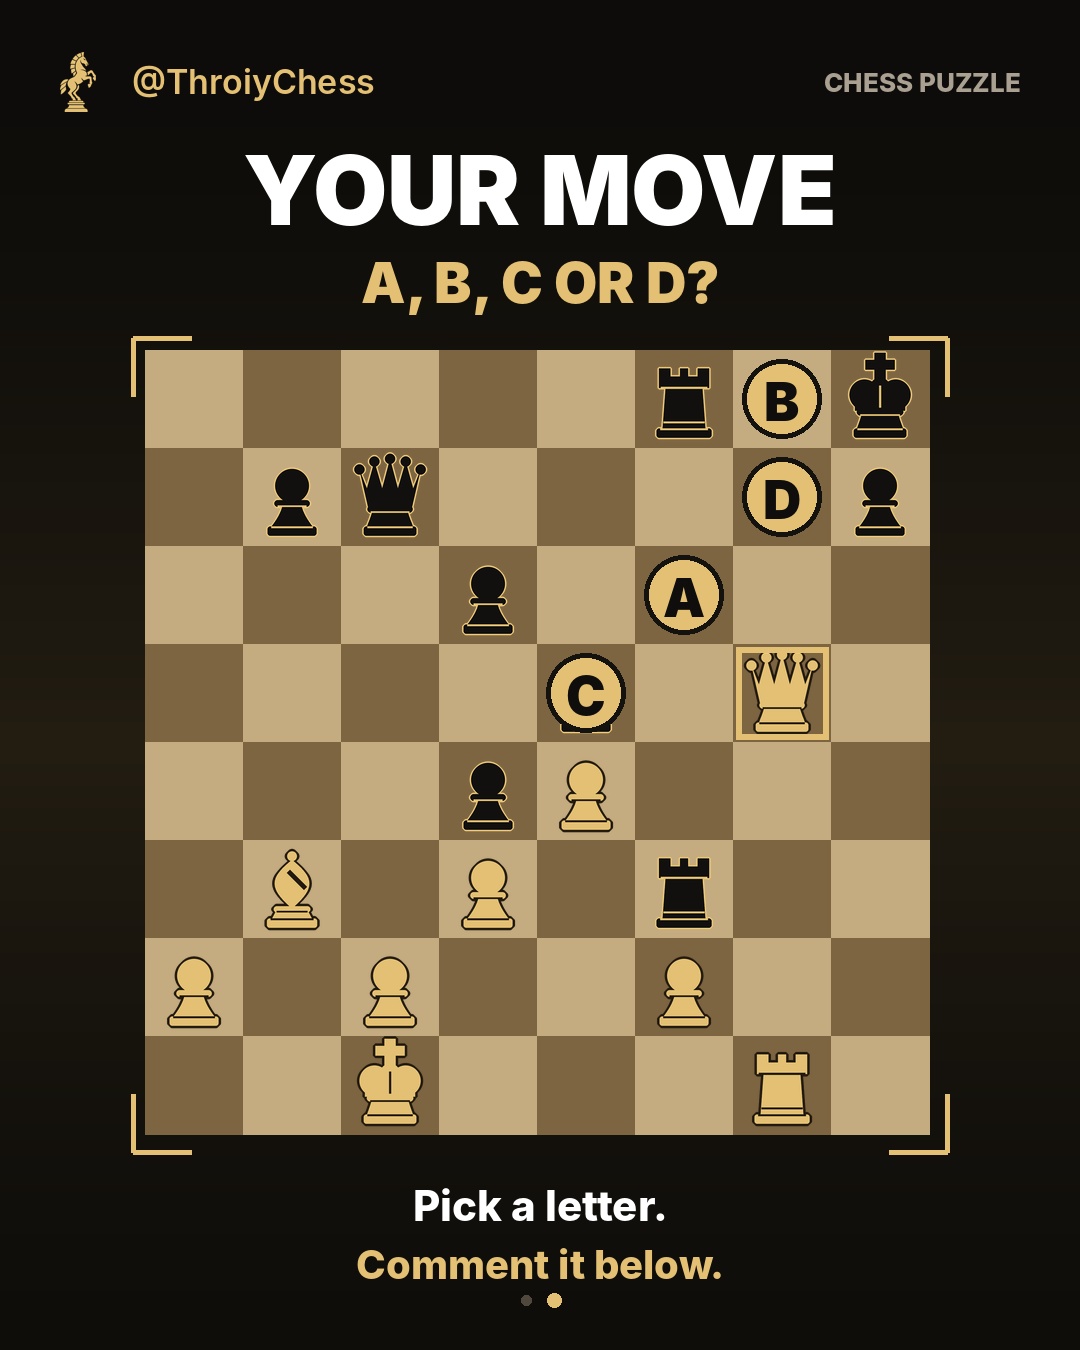 @ThroiyChess
CHESS PUZZLE
YOUR MOVE
A, B, C OR D?
B
D
A
C
Pick a letter.
Comment it below.